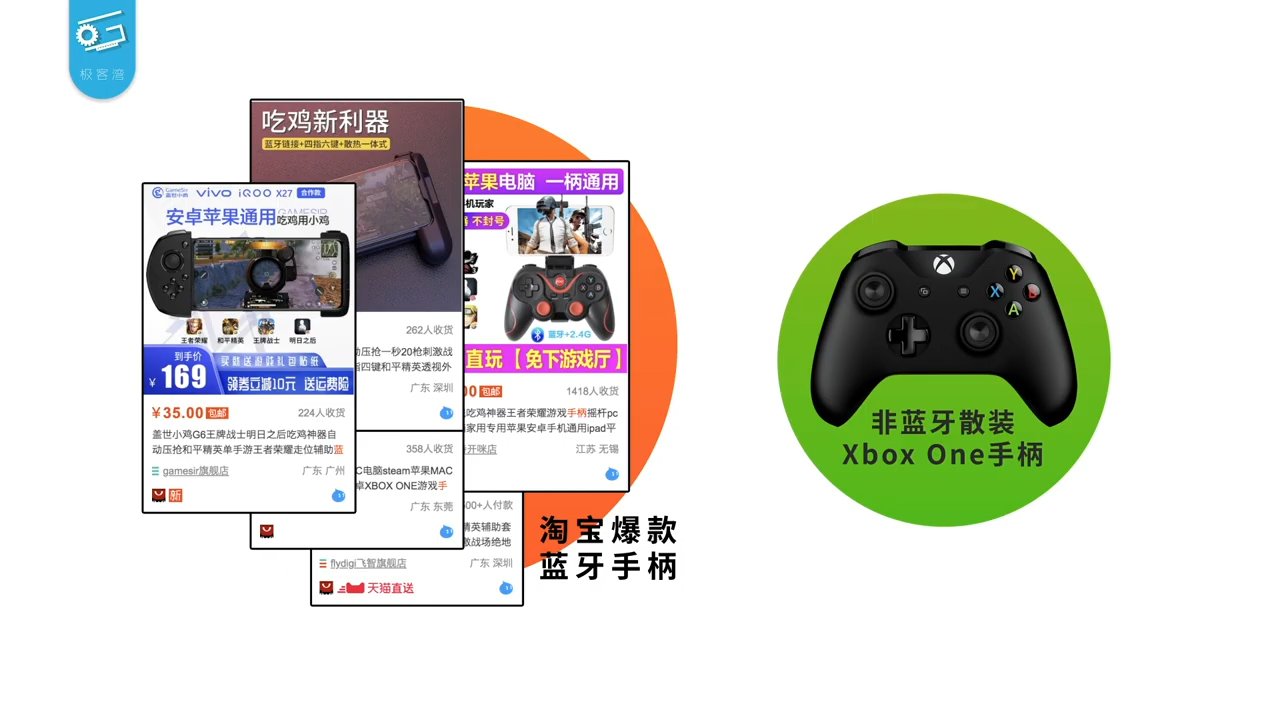 极客湾
吃鸡新利器
蓝牙链接+四指六键+散热一体式
262人收货
动压抢一秒20枪刺激战
指四键和平精英透视外
广东 深圳
GameSir
盖世小鸡
vivo iQOO X27 合作款
安卓苹果通用
GAMESIR
吃鸡用小鸡
王者荣耀
和平精英
王牌战士
明日之后
到手价
¥169
领券立减10元 送运费险
¥35.00 包邮
224人收货
盖世小鸡G6王牌战士明日之后吃鸡神器自
动压抢和平精英单手游王者荣耀走位辅助蓝
gamesir旗舰店
广东 广州
新
358人收货
C电脑steam苹果MAC
卓XBOX ONE游戏手
广东 东莞
苹果电脑 一柄通用
机玩家
不封号
蓝牙+2.4G
直玩【免下游戏厅】
00 包邮
1418人收货
吃鸡神器王者荣耀游戏手柄摇杆pc
家用专用苹果安卓手机通用ipad平
开咪店
江苏 无锡
00+人付款
精英辅助套
激战场绝地
flydigi飞智旗舰店
广东 深圳
天猫直送
淘宝爆款
蓝牙手柄
Y
X
B
A
非蓝牙散装
Xbox One手柄